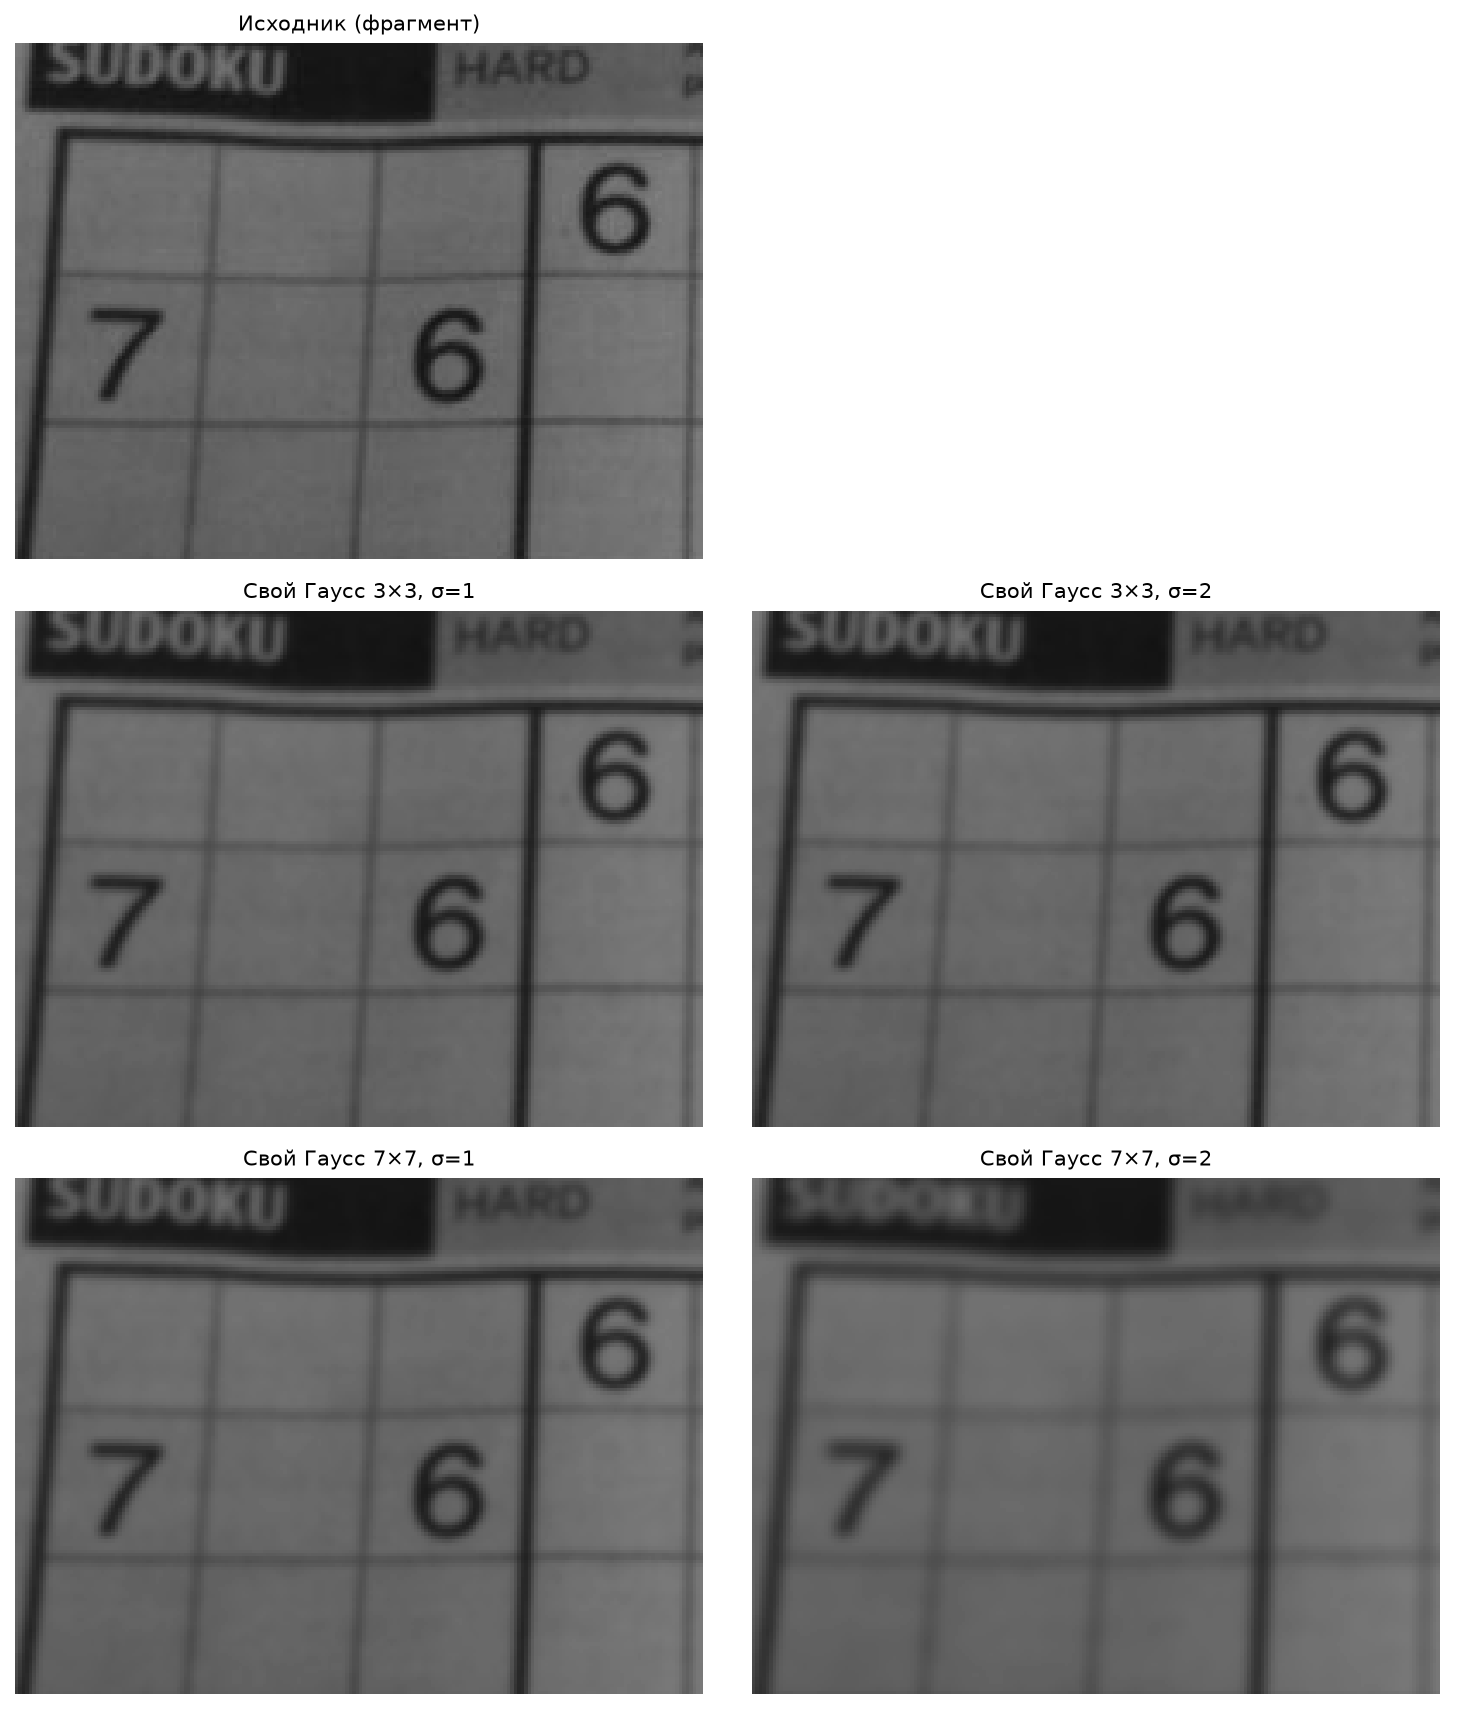 Исходник (фрагмент)
SUDOKU HARD
6
7 6
Свой Гаусс 3×3, σ=1 Свой Гаусс 3×3, σ=2
SUDOKU HARD SUDOKU HARD
6 6
7 6 7 6
Свой Гаусс 7×7, σ=1 Свой Гаусс 7×7, σ=2
SUDOKU HARD SUDOKU HARD
6 6
7 6 7 6